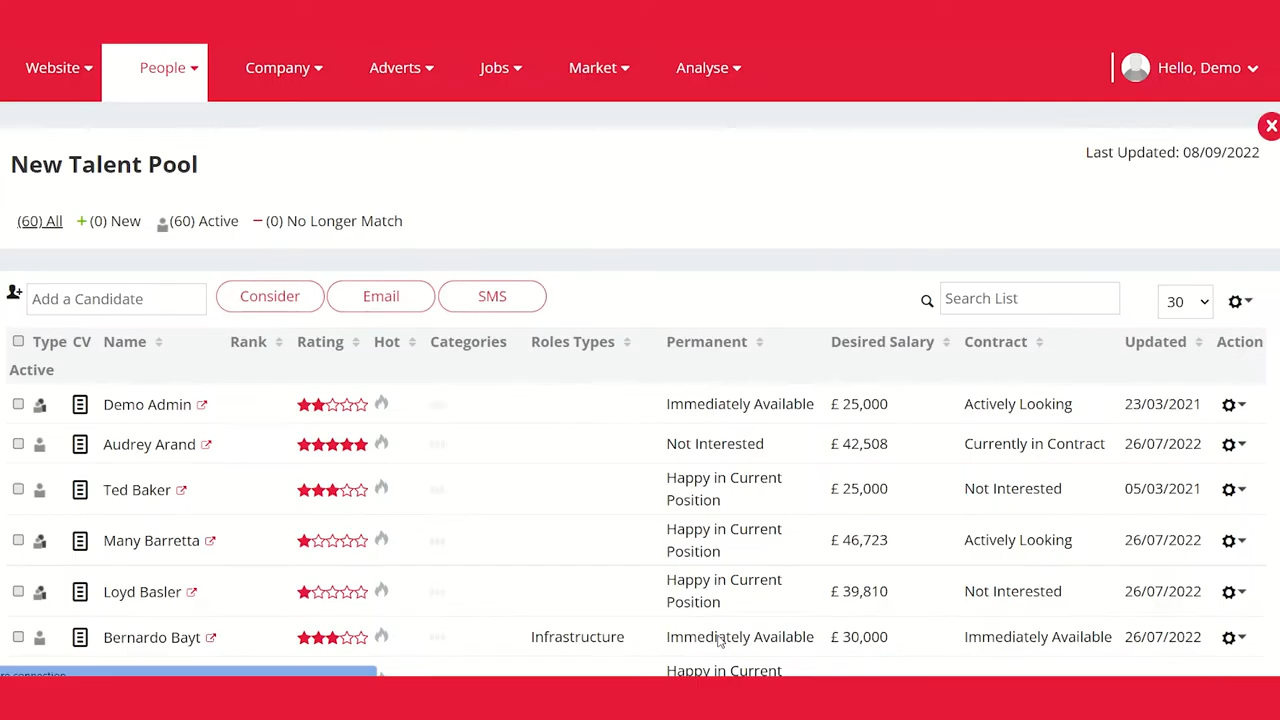 Website People Company Adverts Jobs Market Analyse Hello, Demo
New Talent Pool
Last Updated: 08/09/2022
(60) All + (0) New (60) Active − (0) No Longer Match
Add a Candidate Consider Email SMS Search List 30
Type CV Name Rank Rating Hot Categories Roles Types Permanent Desired Salary Contract Updated Action
Active
Demo Admin Immediately Available £ 25,000 Actively Looking 23/03/2021
Audrey Arand Not Interested £ 42,508 Currently in Contract 26/07/2022
Ted Baker Happy in Current Position £ 25,000 Not Interested 05/03/2021
Many Barretta Happy in Current Position £ 46,723 Actively Looking 26/07/2022
Loyd Basler Happy in Current Position £ 39,810 Not Interested 26/07/2022
Bernardo Bayt Infrastructure Immediately Available £ 30,000 Immediately Available 26/07/2022
Happy in Current